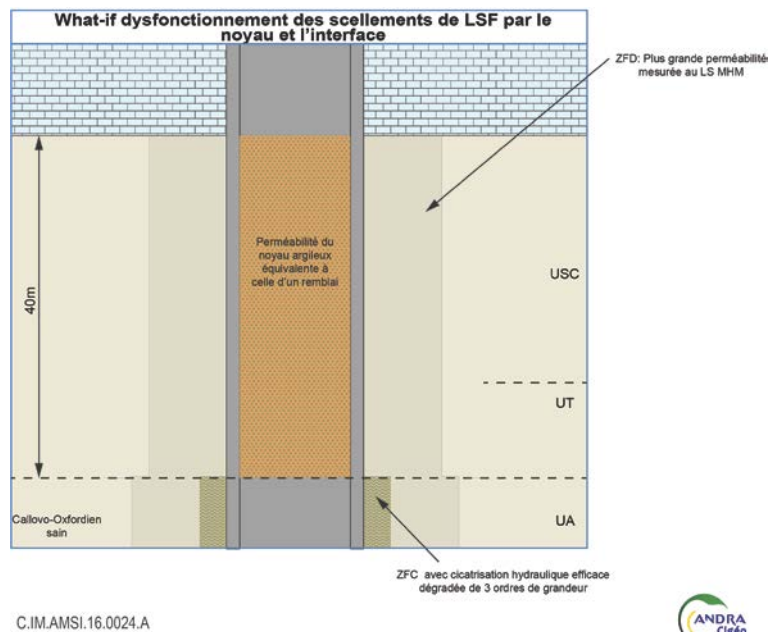 What-if dysfonctionnement des scellements de LSF par le
noyau et l'interface
ZFD: Plus grande perméabilité
mesurée au LS MHM
Perméabilité du
noyau argileux
équivalente à
celle d'un remblai
40m
USC
UT
Callovo-Oxfordien
sain
UA
ZFC avec cicatrisation hydraulique efficace
dégradée de 3 ordres de grandeur
C.IM.AMSI.16.0024.A
ANDRA
Cigéo